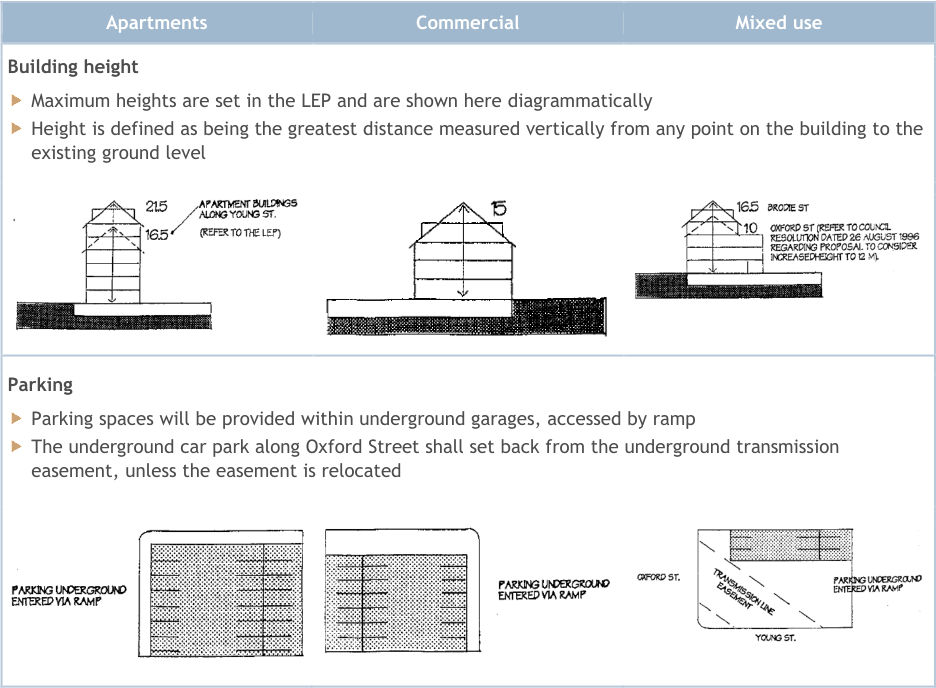 Apartments
Commercial
Mixed use
Building height
Maximum heights are set in the LEP and are shown here diagrammatically
Height is defined as being the greatest distance measured vertically from any point on the building to the
existing ground level
21.5
APARTMENT BUILDINGS
ALONG YOUNG ST.
16.5
(REFER TO THE LEP)
15
16.5 BRODIE ST
10
OXFORD ST (REFER TO COUNCIL
RESOLUTION DATED 26 AUGUST 1996
REGARDING PROPOSAL TO CONSIDER
INCREASED HEIGHT TO 12 M).
Parking
Parking spaces will be provided within underground garages, accessed by ramp
The underground car park along Oxford Street shall set back from the underground transmission
easement, unless the easement is relocated
PARKING UNDERGROUND
ENTERED VIA RAMP
PARKING UNDERGROUND
ENTERED VIA RAMP
OXFORD ST.
TRANSMISSION LINE
EASEMENT
PARKING UNDERGROUND
ENTERED VIA RAMP
YOUNG ST.